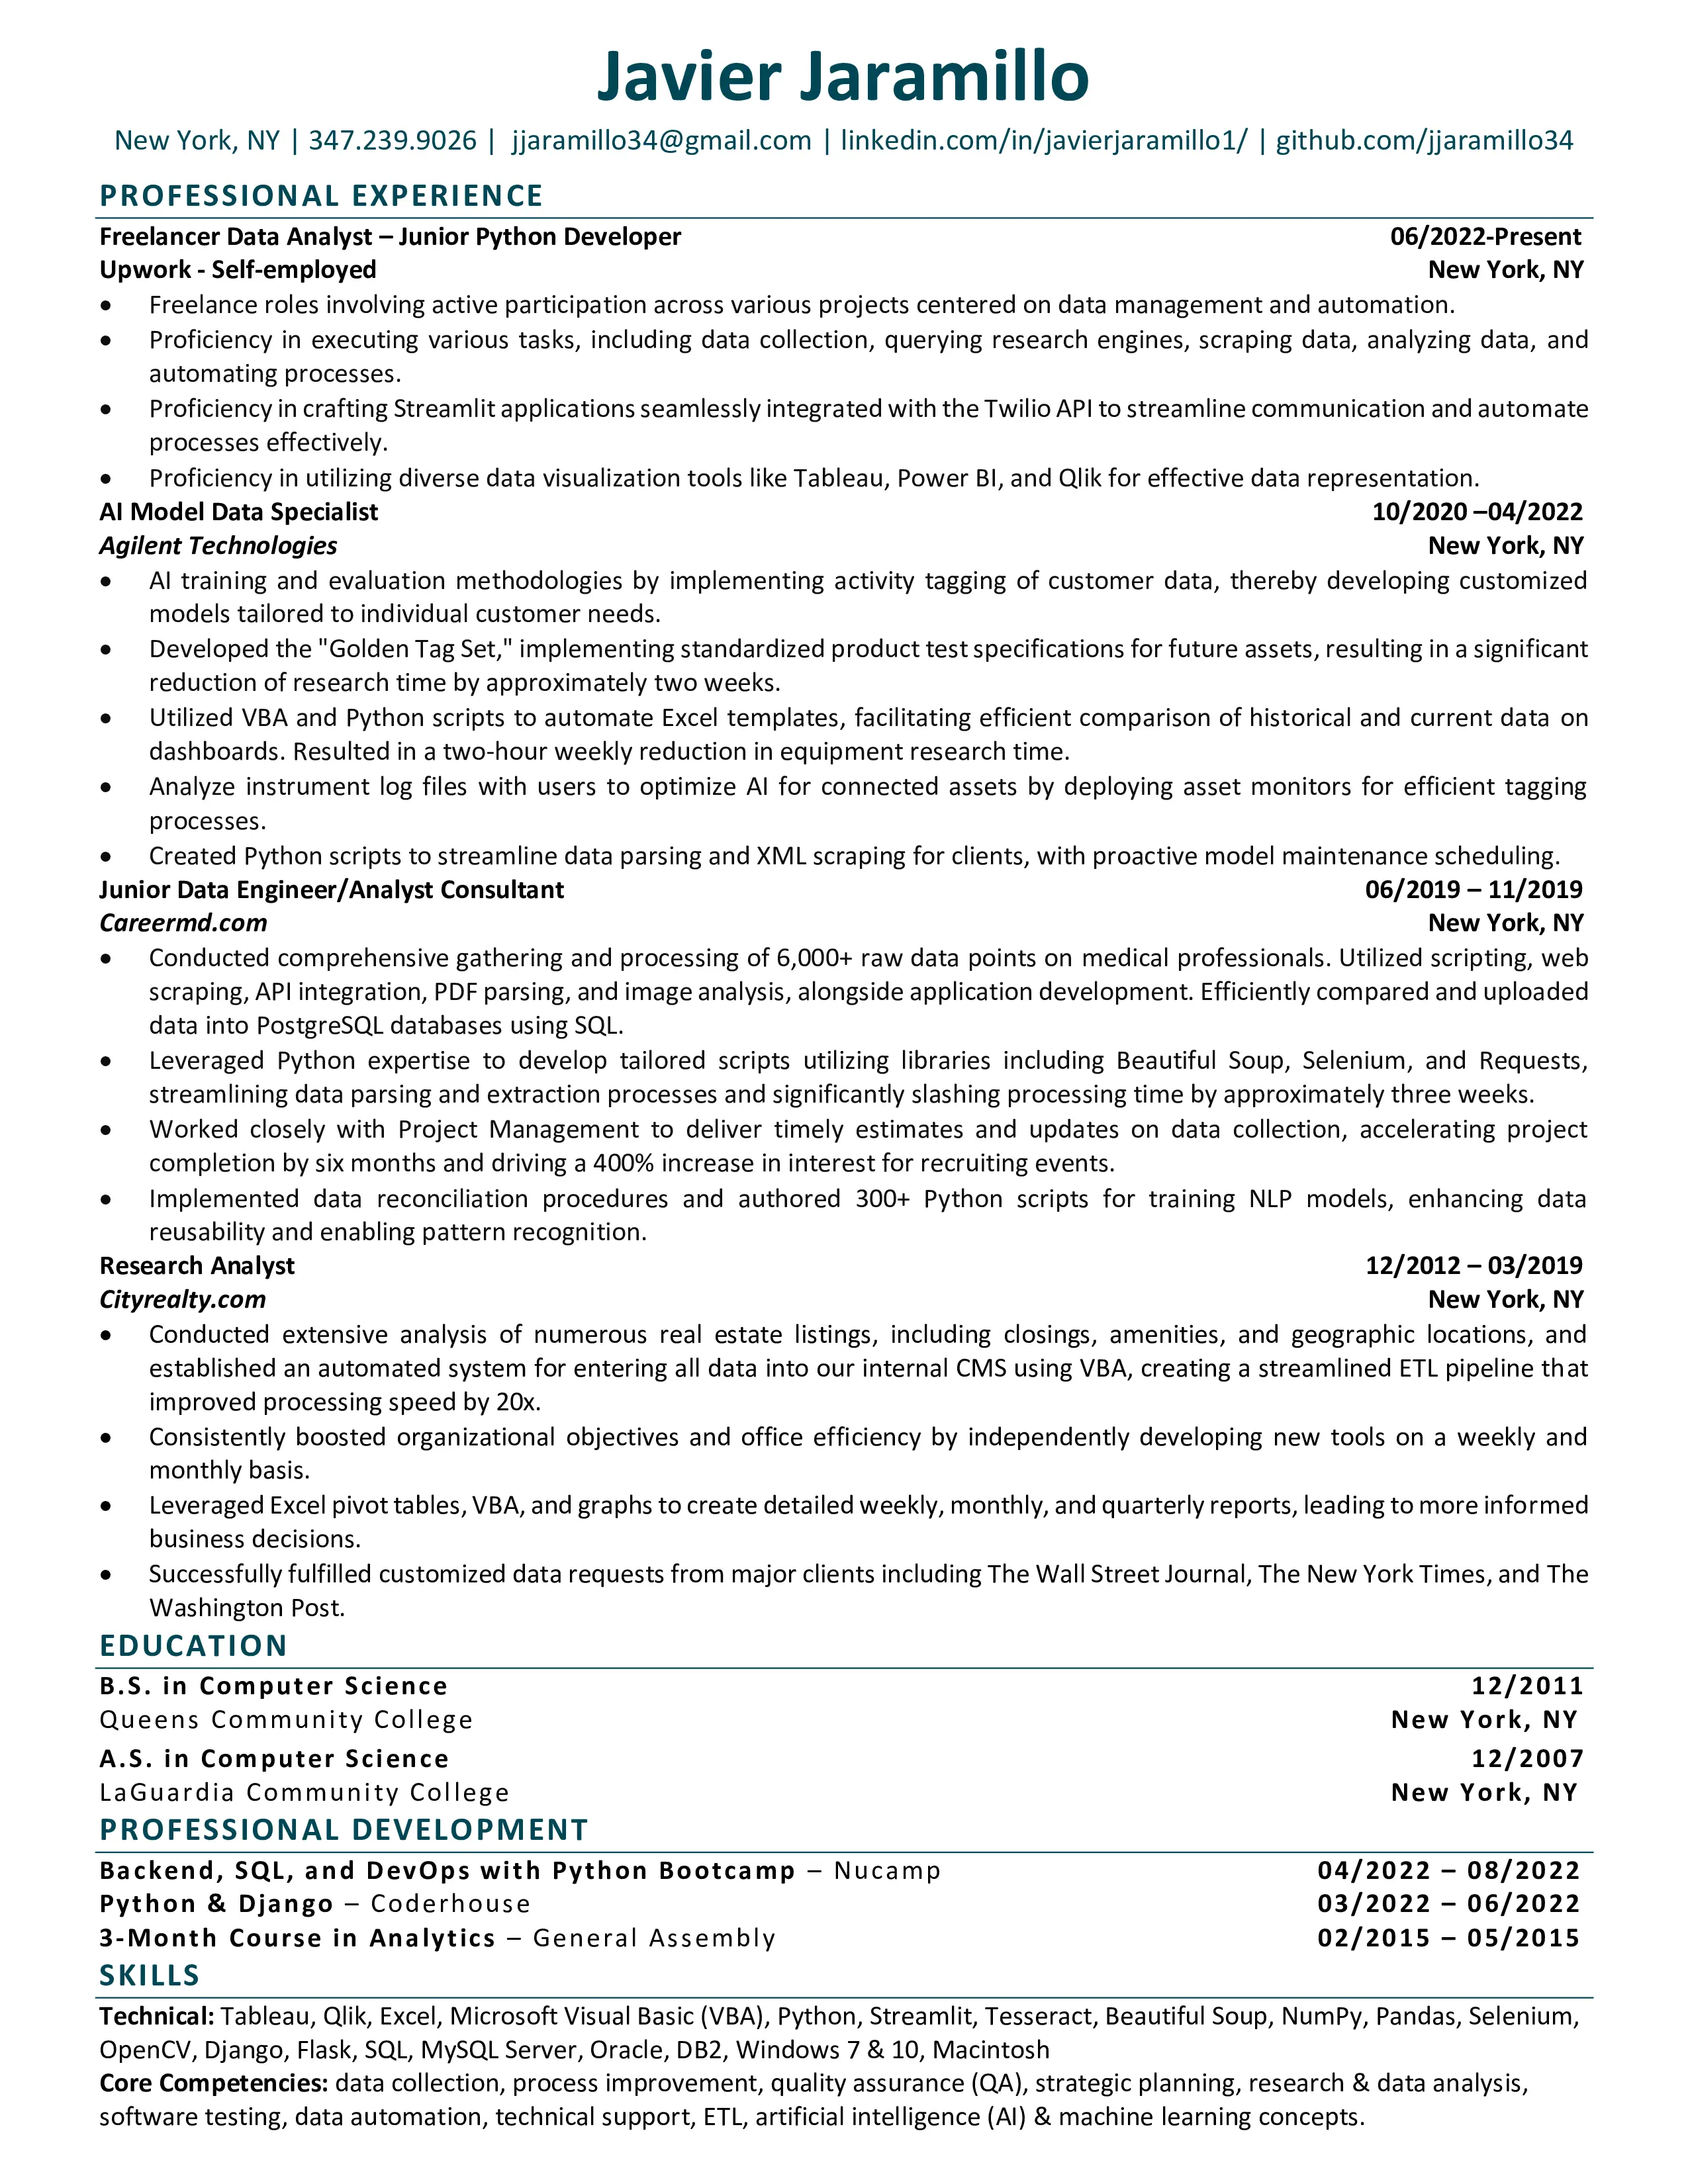 Javier Jaramillo
New York, NY | 347.239.9026 | jjaramillo34@gmail.com | linkedin.com/in/javierjaramillo1/ | github.com/jjaramillo34
PROFESSIONAL EXPERIENCE
Freelancer Data Analyst – Junior Python Developer 06/2022-Present
Upwork - Self-employed New York, NY
• Freelance roles involving active participation across various projects centered on data management and automation.
• Proficiency in executing various tasks, including data collection, querying research engines, scraping data, analyzing data, and
automating processes.
• Proficiency in crafting Streamlit applications seamlessly integrated with the Twilio API to streamline communication and automate
processes effectively.
• Proficiency in utilizing diverse data visualization tools like Tableau, Power BI, and Qlik for effective data representation.
AI Model Data Specialist 10/2020 –04/2022
Agilent Technologies New York, NY
• AI training and evaluation methodologies by implementing activity tagging of customer data, thereby developing customized
models tailored to individual customer needs.
• Developed the "Golden Tag Set," implementing standardized product test specifications for future assets, resulting in a significant
reduction of research time by approximately two weeks.
• Utilized VBA and Python scripts to automate Excel templates, facilitating efficient comparison of historical and current data on
dashboards. Resulted in a two-hour weekly reduction in equipment research time.
• Analyze instrument log files with users to optimize AI for connected assets by deploying asset monitors for efficient tagging
processes.
• Created Python scripts to streamline data parsing and XML scraping for clients, with proactive model maintenance scheduling.
Junior Data Engineer/Analyst Consultant 06/2019 – 11/2019
Careermd.com New York, NY
• Conducted comprehensive gathering and processing of 6,000+ raw data points on medical professionals. Utilized scripting, web
scraping, API integration, PDF parsing, and image analysis, alongside application development. Efficiently compared and uploaded
data into PostgreSQL databases using SQL.
• Leveraged Python expertise to develop tailored scripts utilizing libraries including Beautiful Soup, Selenium, and Requests,
streamlining data parsing and extraction processes and significantly slashing processing time by approximately three weeks.
• Worked closely with Project Management to deliver timely estimates and updates on data collection, accelerating project
completion by six months and driving a 400% increase in interest for recruiting events.
• Implemented data reconciliation procedures and authored 300+ Python scripts for training NLP models, enhancing data
reusability and enabling pattern recognition.
Research Analyst 12/2012 – 03/2019
Cityrealty.com New York, NY
• Conducted extensive analysis of numerous real estate listings, including closings, amenities, and geographic locations, and
established an automated system for entering all data into our internal CMS using VBA, creating a streamlined ETL pipeline that
improved processing speed by 20x.
• Consistently boosted organizational objectives and office efficiency by independently developing new tools on a weekly and
monthly basis.
• Leveraged Excel pivot tables, VBA, and graphs to create detailed weekly, monthly, and quarterly reports, leading to more informed
business decisions.
• Successfully fulfilled customized data requests from major clients including The Wall Street Journal, The New York Times, and The
Washington Post.
EDUCATION
B.S. in Computer Science 12/2011
Queens Community College New York, NY
A.S. in Computer Science 12/2007
LaGuardia Community College New York, NY
PROFESSIONAL DEVELOPMENT
Backend, SQL, and DevOps with Python Bootcamp – Nucamp 04/2022 – 08/2022
Python & Django – Coderhouse 03/2022 – 06/2022
3-Month Course in Analytics – General Assembly 02/2015 – 05/2015
SKILLS
Technical: Tableau, Qlik, Excel, Microsoft Visual Basic (VBA), Python, Streamlit, Tesseract, Beautiful Soup, NumPy, Pandas, Selenium,
OpenCV, Django, Flask, SQL, MySQL Server, Oracle, DB2, Windows 7 & 10, Macintosh
Core Competencies: data collection, process improvement, quality assurance (QA), strategic planning, research & data analysis,
software testing, data automation, technical support, ETL, artificial intelligence (AI) & machine learning concepts.